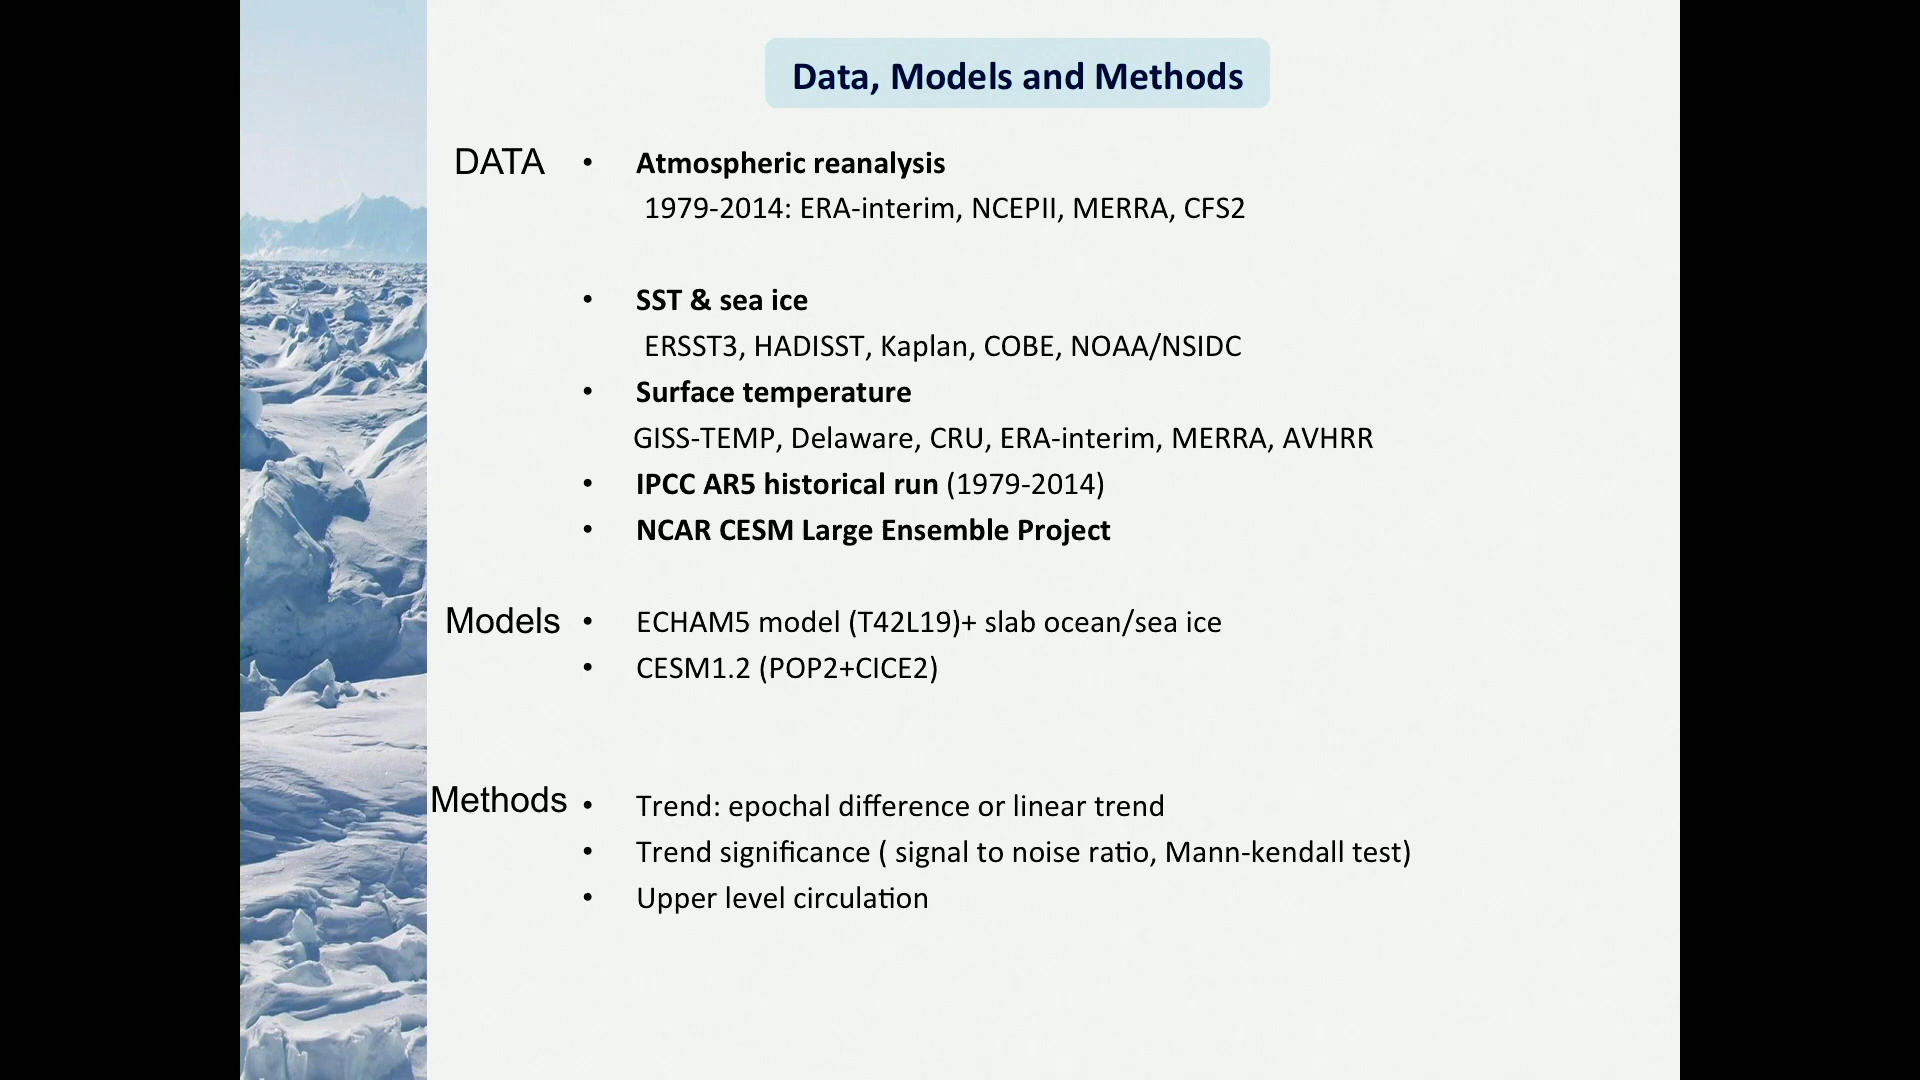 Data, Models and Methods
DATA
• Atmospheric reanalysis
1979-2014: ERA-interim, NCEPII, MERRA, CFS2
• SST & sea ice
ERSST3, HADISST, Kaplan, COBE, NOAA/NSIDC
• Surface temperature
GISS-TEMP, Delaware, CRU, ERA-interim, MERRA, AVHRR
• IPCC AR5 historical run (1979-2014)
• NCAR CESM Large Ensemble Project
Models
• ECHAM5 model (T42L19)+ slab ocean/sea ice
• CESM1.2 (POP2+CICE2)
Methods
• Trend: epochal difference or linear trend
• Trend significance ( signal to noise ratio, Mann-kendall test)
• Upper level circulation